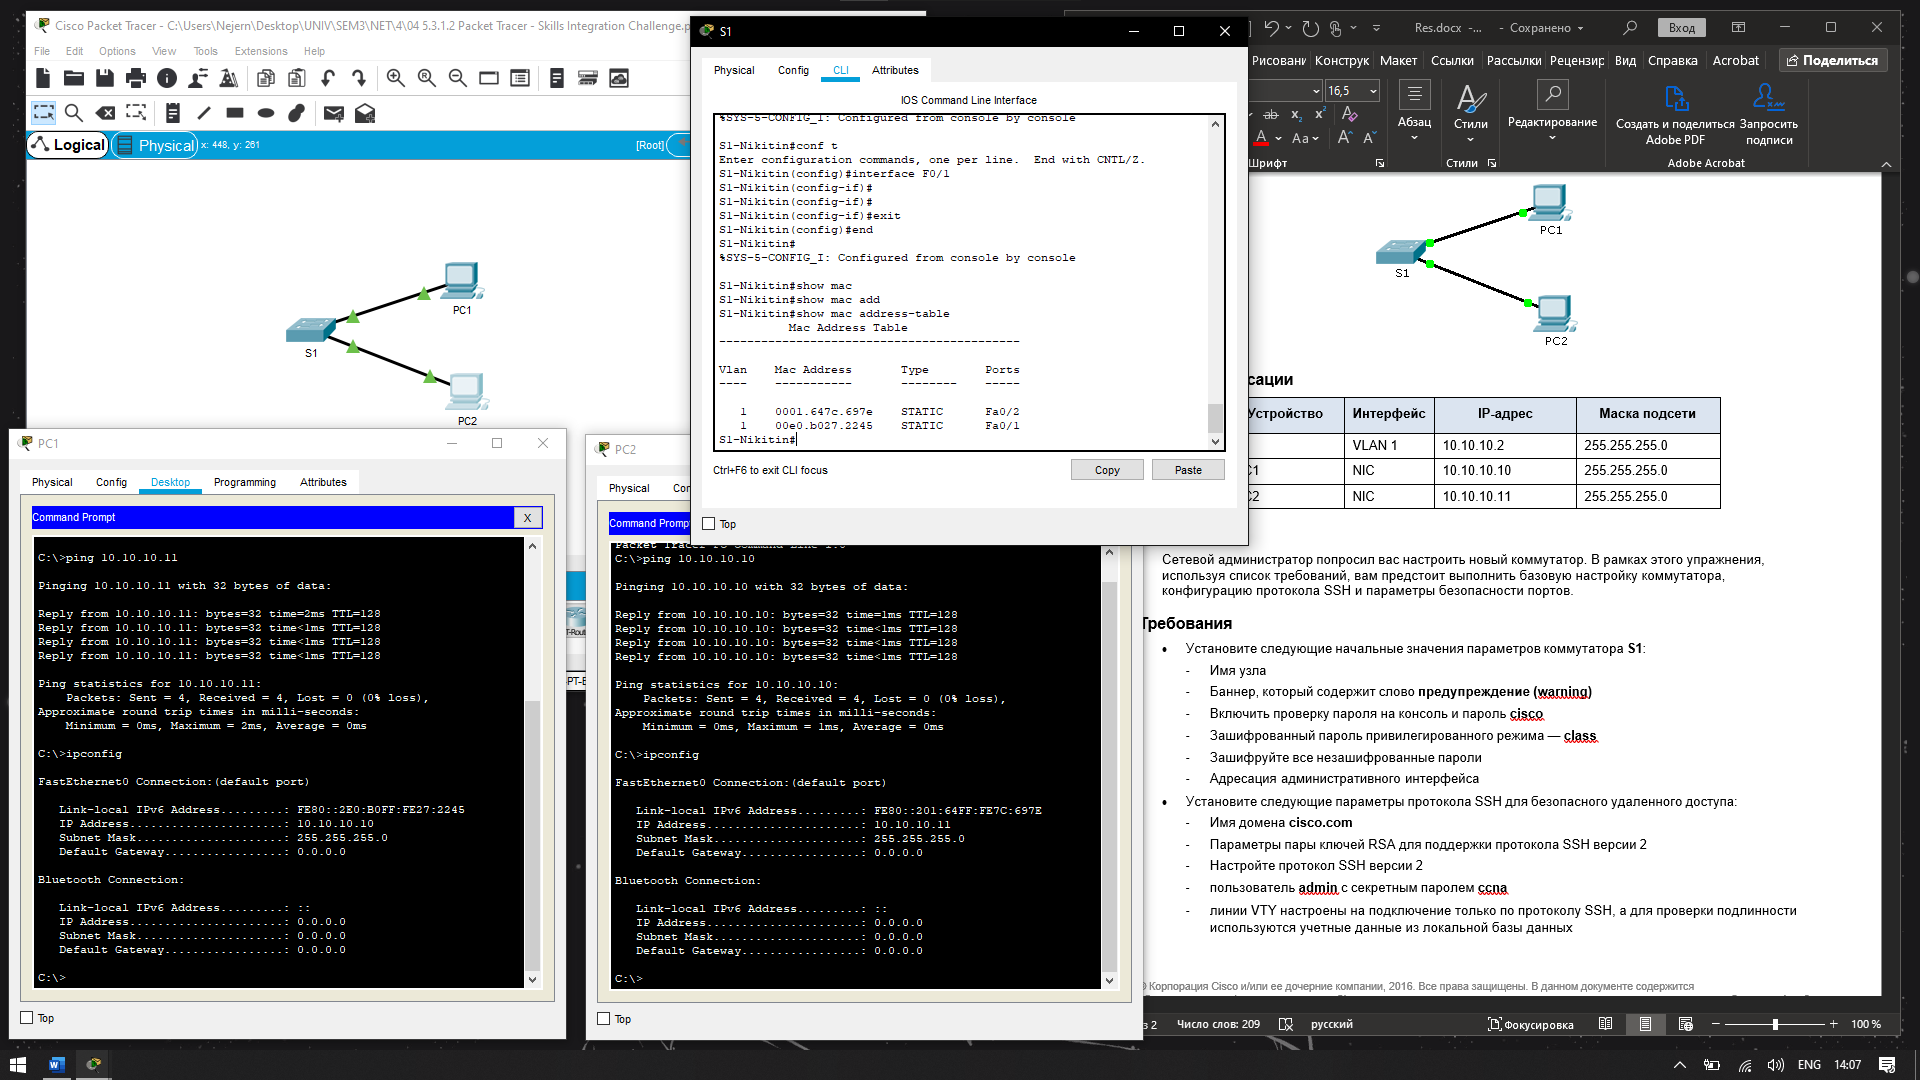 Cisco Packet Tracer - C:\Users\Nejern\Desktop\UNIV\SEM3\NET\4\04 5.3.1.2 Packet Tracer - Skills Integration Challenge.p
File Edit Options View Tools Extensions Help
Logical
Physical
x: 448, y: 261
[Root]
PC1
S1
PC2
S1
Physical Config CLI Attributes
IOS Command Line Interface
%SYS-5-CONFIG_I: Configured from console by console
S1-Nikitin#conf t
Enter configuration commands, one per line.  End with CNTL/Z.
S1-Nikitin(config)#interface F0/1
S1-Nikitin(config-if)#
S1-Nikitin(config-if)#
S1-Nikitin(config-if)#exit
S1-Nikitin(config)#end
S1-Nikitin#
%SYS-5-CONFIG_I: Configured from console by console
S1-Nikitin#show mac
S1-Nikitin#show mac add
S1-Nikitin#show mac address-table
Mac Address Table
-------------------------------------------
Vlan    Mac Address       Type        Ports
----    -----------       --------    -----
1    0001.647c.697e    STATIC      Fa0/2
1    00e0.b027.2245    STATIC      Fa0/1
S1-Nikitin#
Ctrl+F6 to exit CLI focus
Copy
Paste
Top
PC1
Physical Config Desktop Programming Attributes
Command Prompt
X
C:\>ping 10.10.10.11
Pinging 10.10.10.11 with 32 bytes of data:
Reply from 10.10.10.11: bytes=32 time=2ms TTL=128
Reply from 10.10.10.11: bytes=32 time<1ms TTL=128
Reply from 10.10.10.11: bytes=32 time<1ms TTL=128
Reply from 10.10.10.11: bytes=32 time<1ms TTL=128
Ping statistics for 10.10.10.11:
Packets: Sent = 4, Received = 4, Lost = 0 (0% loss),
Approximate round trip times in milli-seconds:
Minimum = 0ms, Maximum = 2ms, Average = 0ms
C:\>ipconfig
FastEthernet0 Connection:(default port)
Link-local IPv6 Address.........: FE80::2E0:B0FF:FE27:2245
IP Address......................: 10.10.10.10
Subnet Mask.....................: 255.255.255.0
Default Gateway.................: 0.0.0.0
Bluetooth Connection:
Link-local IPv6 Address.........: ::
IP Address......................: 0.0.0.0
Subnet Mask.....................: 0.0.0.0
Default Gateway.................: 0.0.0.0
C:\>
Top
PC2
Physical Con
Command Promp
Packet Tracer PC Command Line 1.0
C:\>ping 10.10.10.10
Pinging 10.10.10.10 with 32 bytes of data:
Reply from 10.10.10.10: bytes=32 time=1ms TTL=128
Reply from 10.10.10.10: bytes=32 time<1ms TTL=128
Reply from 10.10.10.10: bytes=32 time<1ms TTL=128
Reply from 10.10.10.10: bytes=32 time<1ms TTL=128
Ping statistics for 10.10.10.10:
Packets: Sent = 4, Received = 4, Lost = 0 (0% loss),
Approximate round trip times in milli-seconds:
Minimum = 0ms, Maximum = 1ms, Average = 0ms
C:\>ipconfig
FastEthernet0 Connection:(default port)
Link-local IPv6 Address.........: FE80::201:64FF:FE7C:697E
IP Address......................: 10.10.10.11
Subnet Mask.....................: 255.255.255.0
Default Gateway.................: 0.0.0.0
Bluetooth Connection:
Link-local IPv6 Address.........: ::
IP Address......................: 0.0.0.0
Subnet Mask.....................: 0.0.0.0
Default Gateway.................: 0.0.0.0
C:\>
Top
Res.docx -... - Сохранено
Вход
Рисовани Конструк Макет Ссылки Рассылки Рецензир Вид Справка Acrobat
Поделиться
16,5
Абзац
Стили
Редактирование
Создать и поделиться Adobe PDF
Запросить подписи
Шрифт
Стили
Adobe Acrobat
PC1
S1
PC2
сации
Устройство Интерфейс IP-адрес Маска подсети
VLAN 1 10.10.10.2 255.255.255.0
C1 NIC 10.10.10.10 255.255.255.0
C2 NIC 10.10.10.11 255.255.255.0
Сетевой администратор попросил вас настроить новый коммутатор. В рамках этого упражнения,
используя список требований, вам предстоит выполнить базовую настройку коммутатора,
конфигурацию протокола SSH и параметры безопасности портов.
Требования
• Установите следующие начальные значения параметров коммутатора S1:
- Имя узла
- Баннер, который содержит слово предупреждение (warning)
- Включить проверку пароля на консоль и пароль cisco
- Зашифрованный пароль привилегированного режима — class
- Зашифруйте все незашифрованные пароли
- Адресация административного интерфейса
• Установите следующие параметры протокола SSH для безопасного удаленного доступа:
- Имя домена cisco.com
- Параметры пары ключей RSA для поддержки протокола SSH версии 2
- Настройте протокол SSH версии 2
- пользователь admin с секретным паролем ccna
- линии VTY настроены на подключение только по протоколу SSH, а для проверки подлинности
используются учетные данные из локальной базы данных
© Корпорация Cisco и/или ее дочерние компании, 2016. Все права защищены. В данном документе содержится
з 2
Число слов: 209
русский
Фокусировка
100 %
ENG
14:07